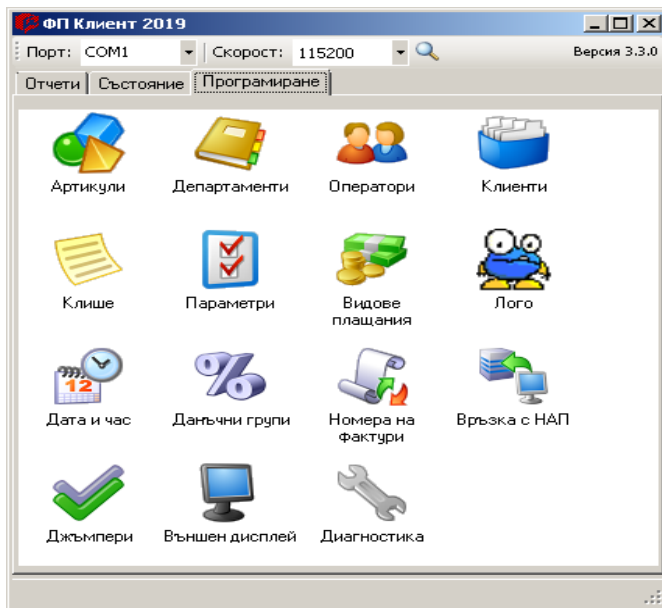 ФП Клиент 2019
Порт: COM1 Скорост: 115200 Версия 3.3.0
Отчети Състояние Програмиране
Артикули Департаменти Оператори Клиенти
Клише Параметри Видове плащания Лого
12
Дата и час Данъчни групи Номера на фактури Връзка с НАП
Джъмпери Външен дисплей Диагностика